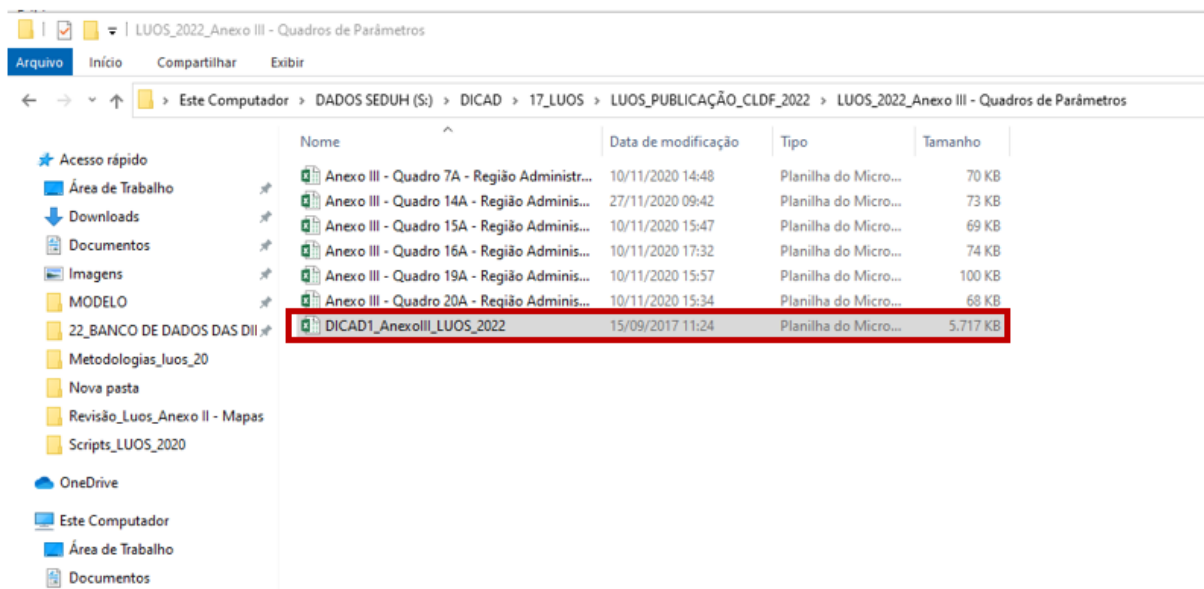 LUOS_2022_Anexo III - Quadros de Parâmetros
Arquivo Início Compartilhar Exibir
Este Computador > DADOS SEDUH (S:) > DICAD > 17_LUOS > LUOS_PUBLICAÇÃO_CLDF_2022 > LUOS_2022_Anexo III - Quadros de Parâmetros
Nome Data de modificação Tipo Tamanho
Acesso rápido
Área de Trabalho
Downloads
Documentos
Imagens
MODELO
22_BANCO DE DADOS DAS DII
Metodologias_luos_20
Nova pasta
Revisão_Luos_Anexo II - Mapas
Scripts_LUOS_2020
OneDrive
Este Computador
Área de Trabalho
Documentos
Anexo III - Quadro 7A - Região Administr... 10/11/2020 14:48 Planilha do Micro... 70 KB
Anexo III - Quadro 14A - Região Adminis... 27/11/2020 09:42 Planilha do Micro... 73 KB
Anexo III - Quadro 15A - Região Adminis... 10/11/2020 15:47 Planilha do Micro... 69 KB
Anexo III - Quadro 16A - Região Adminis... 10/11/2020 17:32 Planilha do Micro... 74 KB
Anexo III - Quadro 19A - Região Adminis... 10/11/2020 15:57 Planilha do Micro... 100 KB
Anexo III - Quadro 20A - Região Adminis... 10/11/2020 15:34 Planilha do Micro... 68 KB
DICAD1_AnexoIII_LUOS_2022 15/09/2017 11:24 Planilha do Micro... 5.717 KB